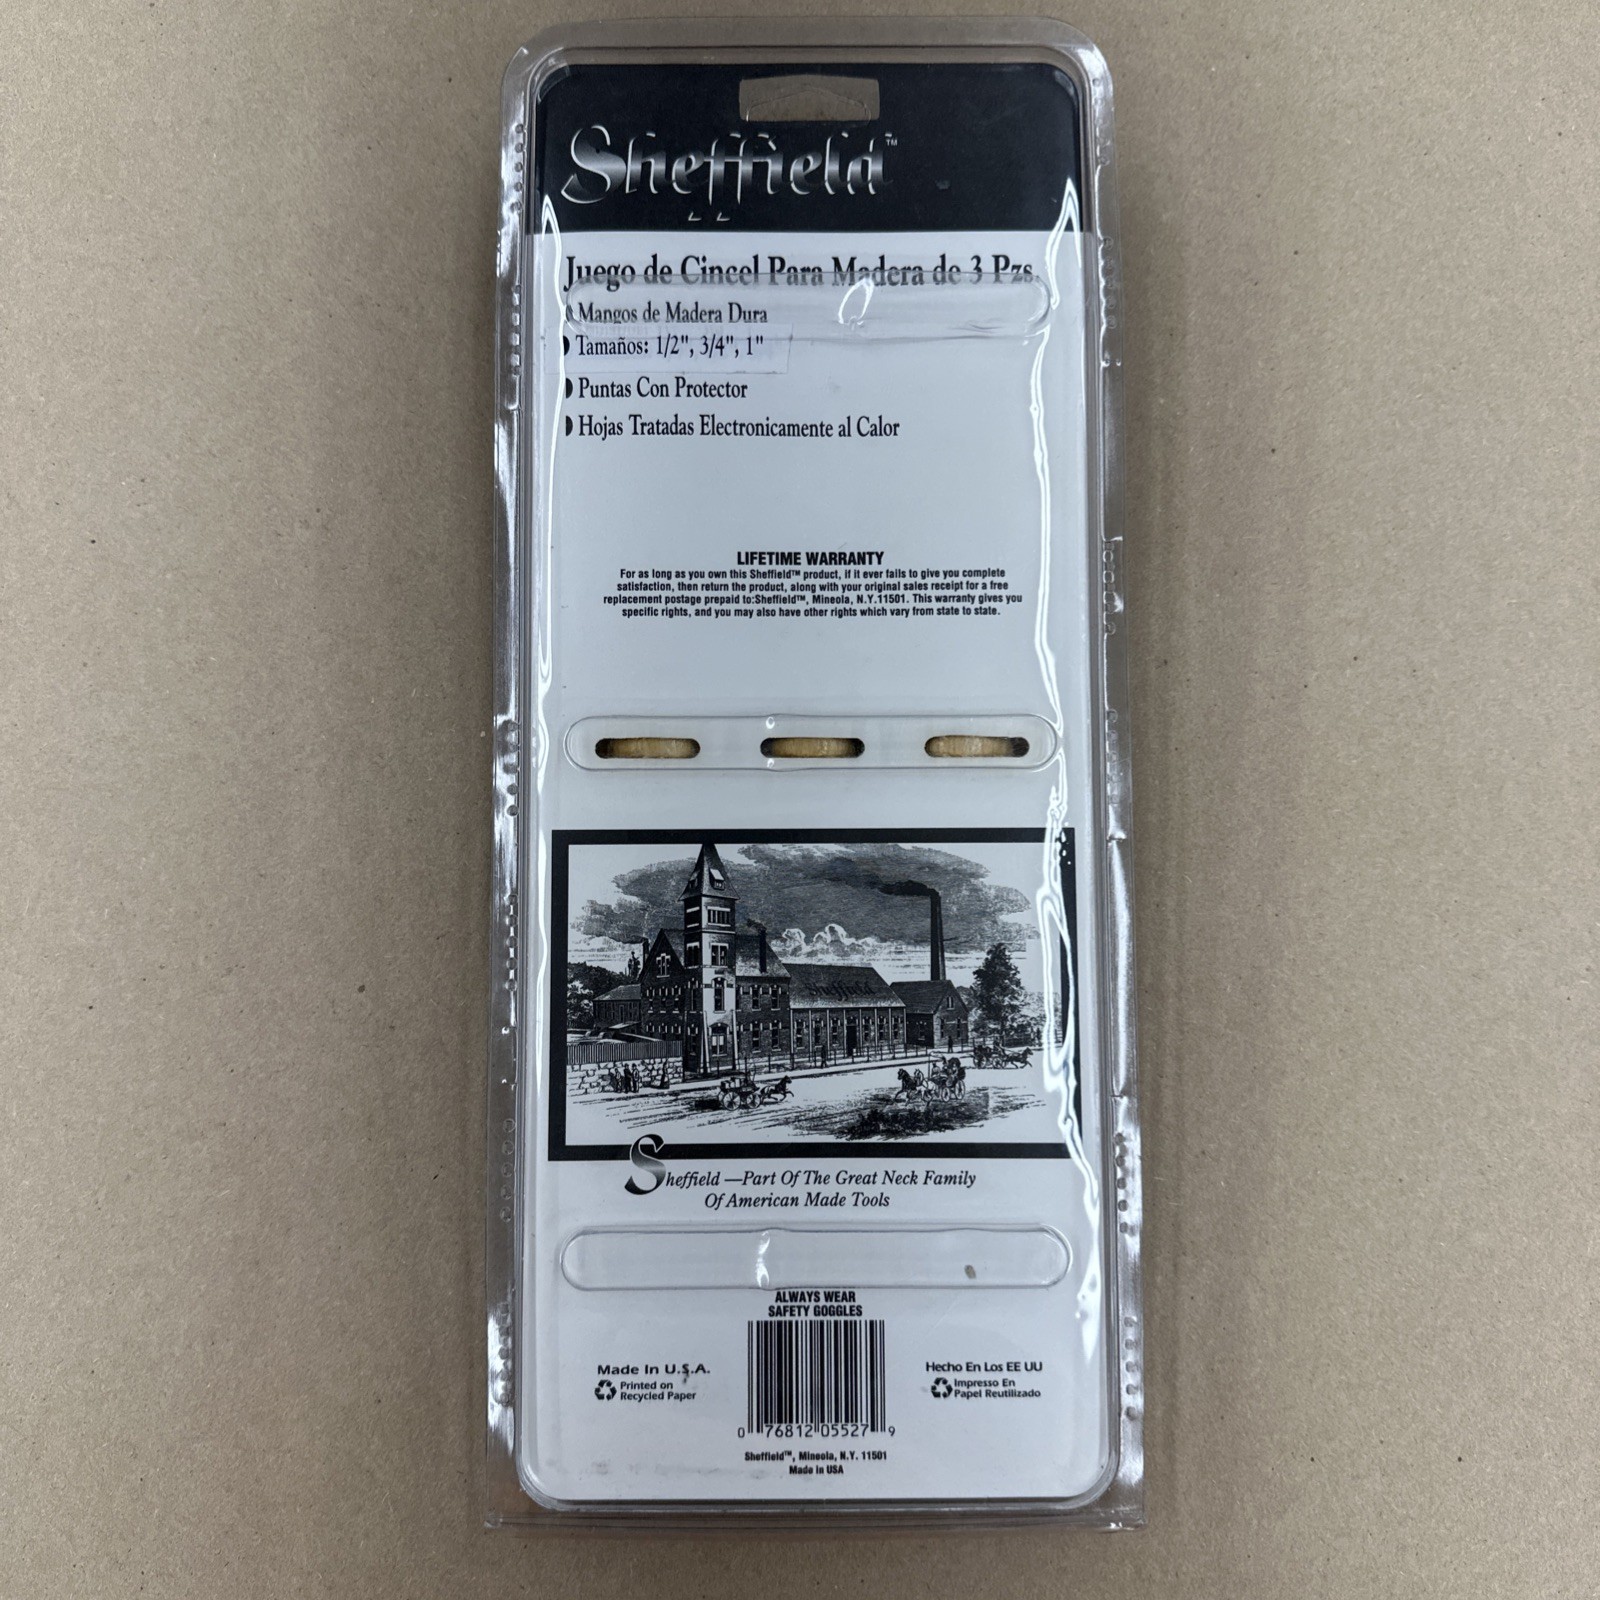 Sheffield™
Juego de Cincel Para Madera de 3 Pzs.
Mangos de Madera Dura
Tamaños: 1/2", 3/4", 1"
Puntas Con Protector
Hojas Tratadas Electronicamente al Calor
LIFETIME WARRANTY
For as long as you own this Sheffield™ product, If it ever fails to give you complete
satisfaction, then return the product, along with your original sales receipt for a free
replacement postage prepaid to:Sheffield™, Mineola, N.Y.11501. This warranty gives you
specific rights, and you may also have other rights which vary from state to state.
Sheffield
Sheffield —Part Of The Great Neck Family
Of American Made Tools
ALWAYS WEAR
SAFETY GOGGLES
Made In U.S.A.
Printed on
Recycled Paper
Hecho En Los EE UU
Impresso En
Papel Reutilizado
0 76812 05527 9
Sheffield™, Mineola, N.Y. 11501
Made in USA